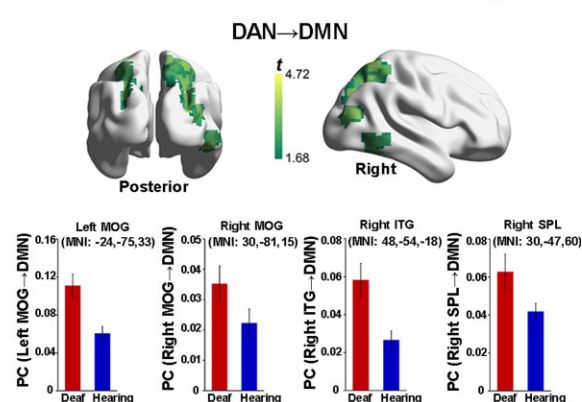 DAN→DMN
t
4.72
1.68
Posterior
Right
Left MOG
(MNI: -24,-75,33)
PC (Left MOG→DMN)
0.16
0.12
0.08
0.04
0
Deaf Hearing
Right MOG
(MNI: 30,-81,15)
PC (Right MOG→DMN)
0.05
0.04
0.03
0.02
0.01
0
Deaf Hearing
Right ITG
(MNI: 48,-54,-18)
PC (Right ITG→DMN)
0.08
0.06
0.04
0.02
0
Deaf Hearing
Right SPL
(MNI: 30,-47,60)
PC (Right SPL→DMN)
0.08
0.06
0.04
0.02
0
Deaf Hearing